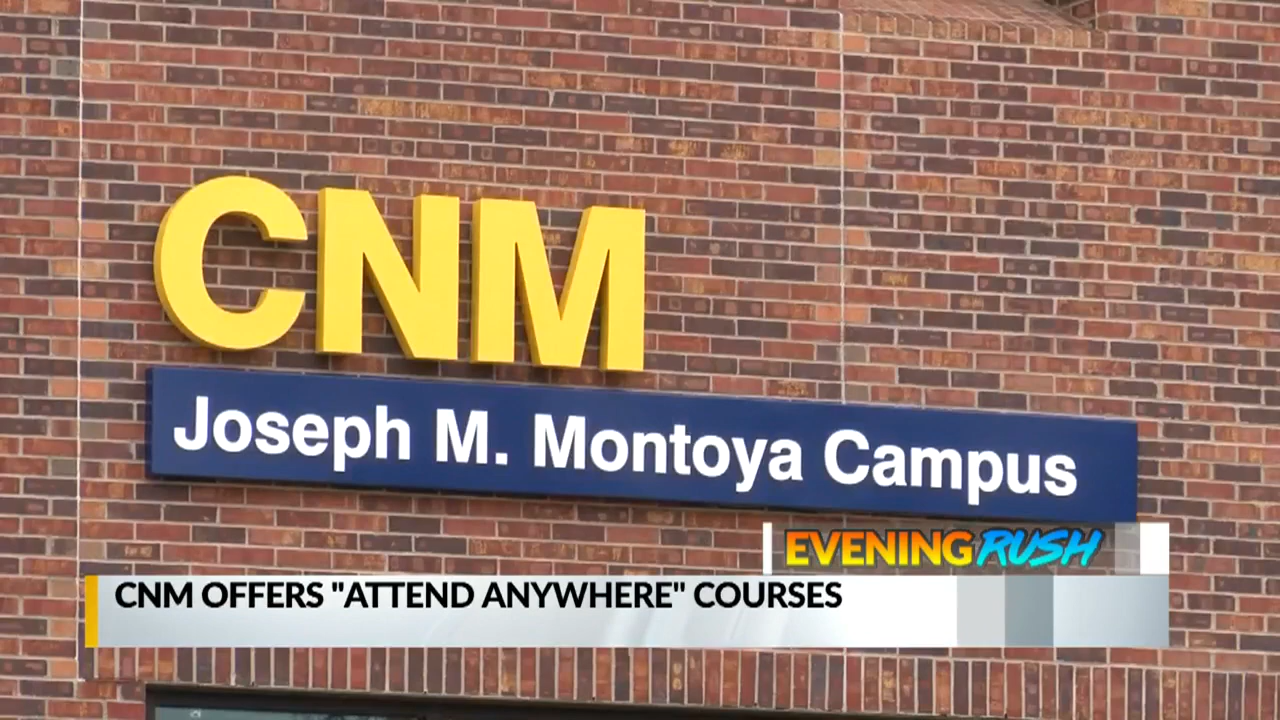 CNM
Joseph M. Montoya Campus
EVENING RUSH
CNM OFFERS "ATTEND ANYWHERE" COURSES